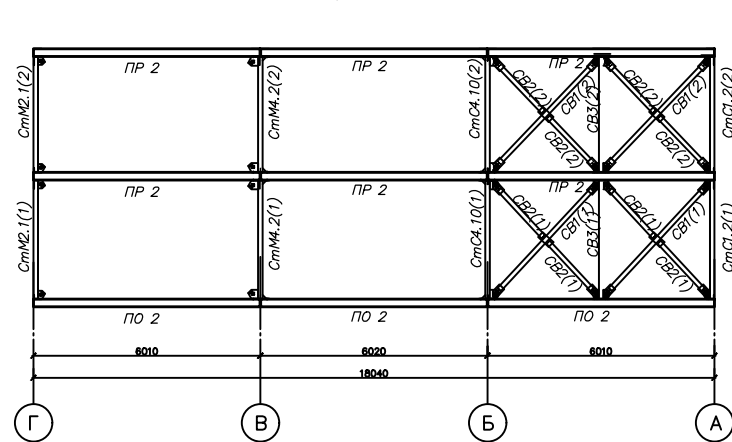 ПР 2
ПР 2
ПР 2
СтМ2.1(2)
СтМ4.2(2)
СтС4.10(2)
СВ2(2)
СВ1(2)
СВ2(2)
СВ3(2)
СВ2(2)
СВ1(2)
СВ2(2)
СтС1.2(2)
ПР 2
ПР 2
ПР 2
СтМ2.1(1)
СтМ4.2(1)
СтС4.10(1)
СВ2(1)
СВ1(1)
СВ2(1)
СВ3(1)
СВ2(1)
СВ1(1)
СВ2(1)
СтС1.2(1)
ПО 2
ПО 2
ПО 2
6010
6020
6010
18040
Г
В
Б
А